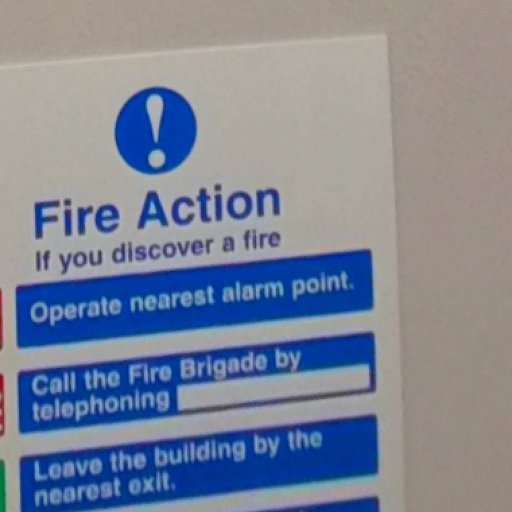 Fire Action
If you discover a fire
Operate nearest alarm point.
Call the Fire Brigade by
telephoning
Leave the building by the
nearest exit.